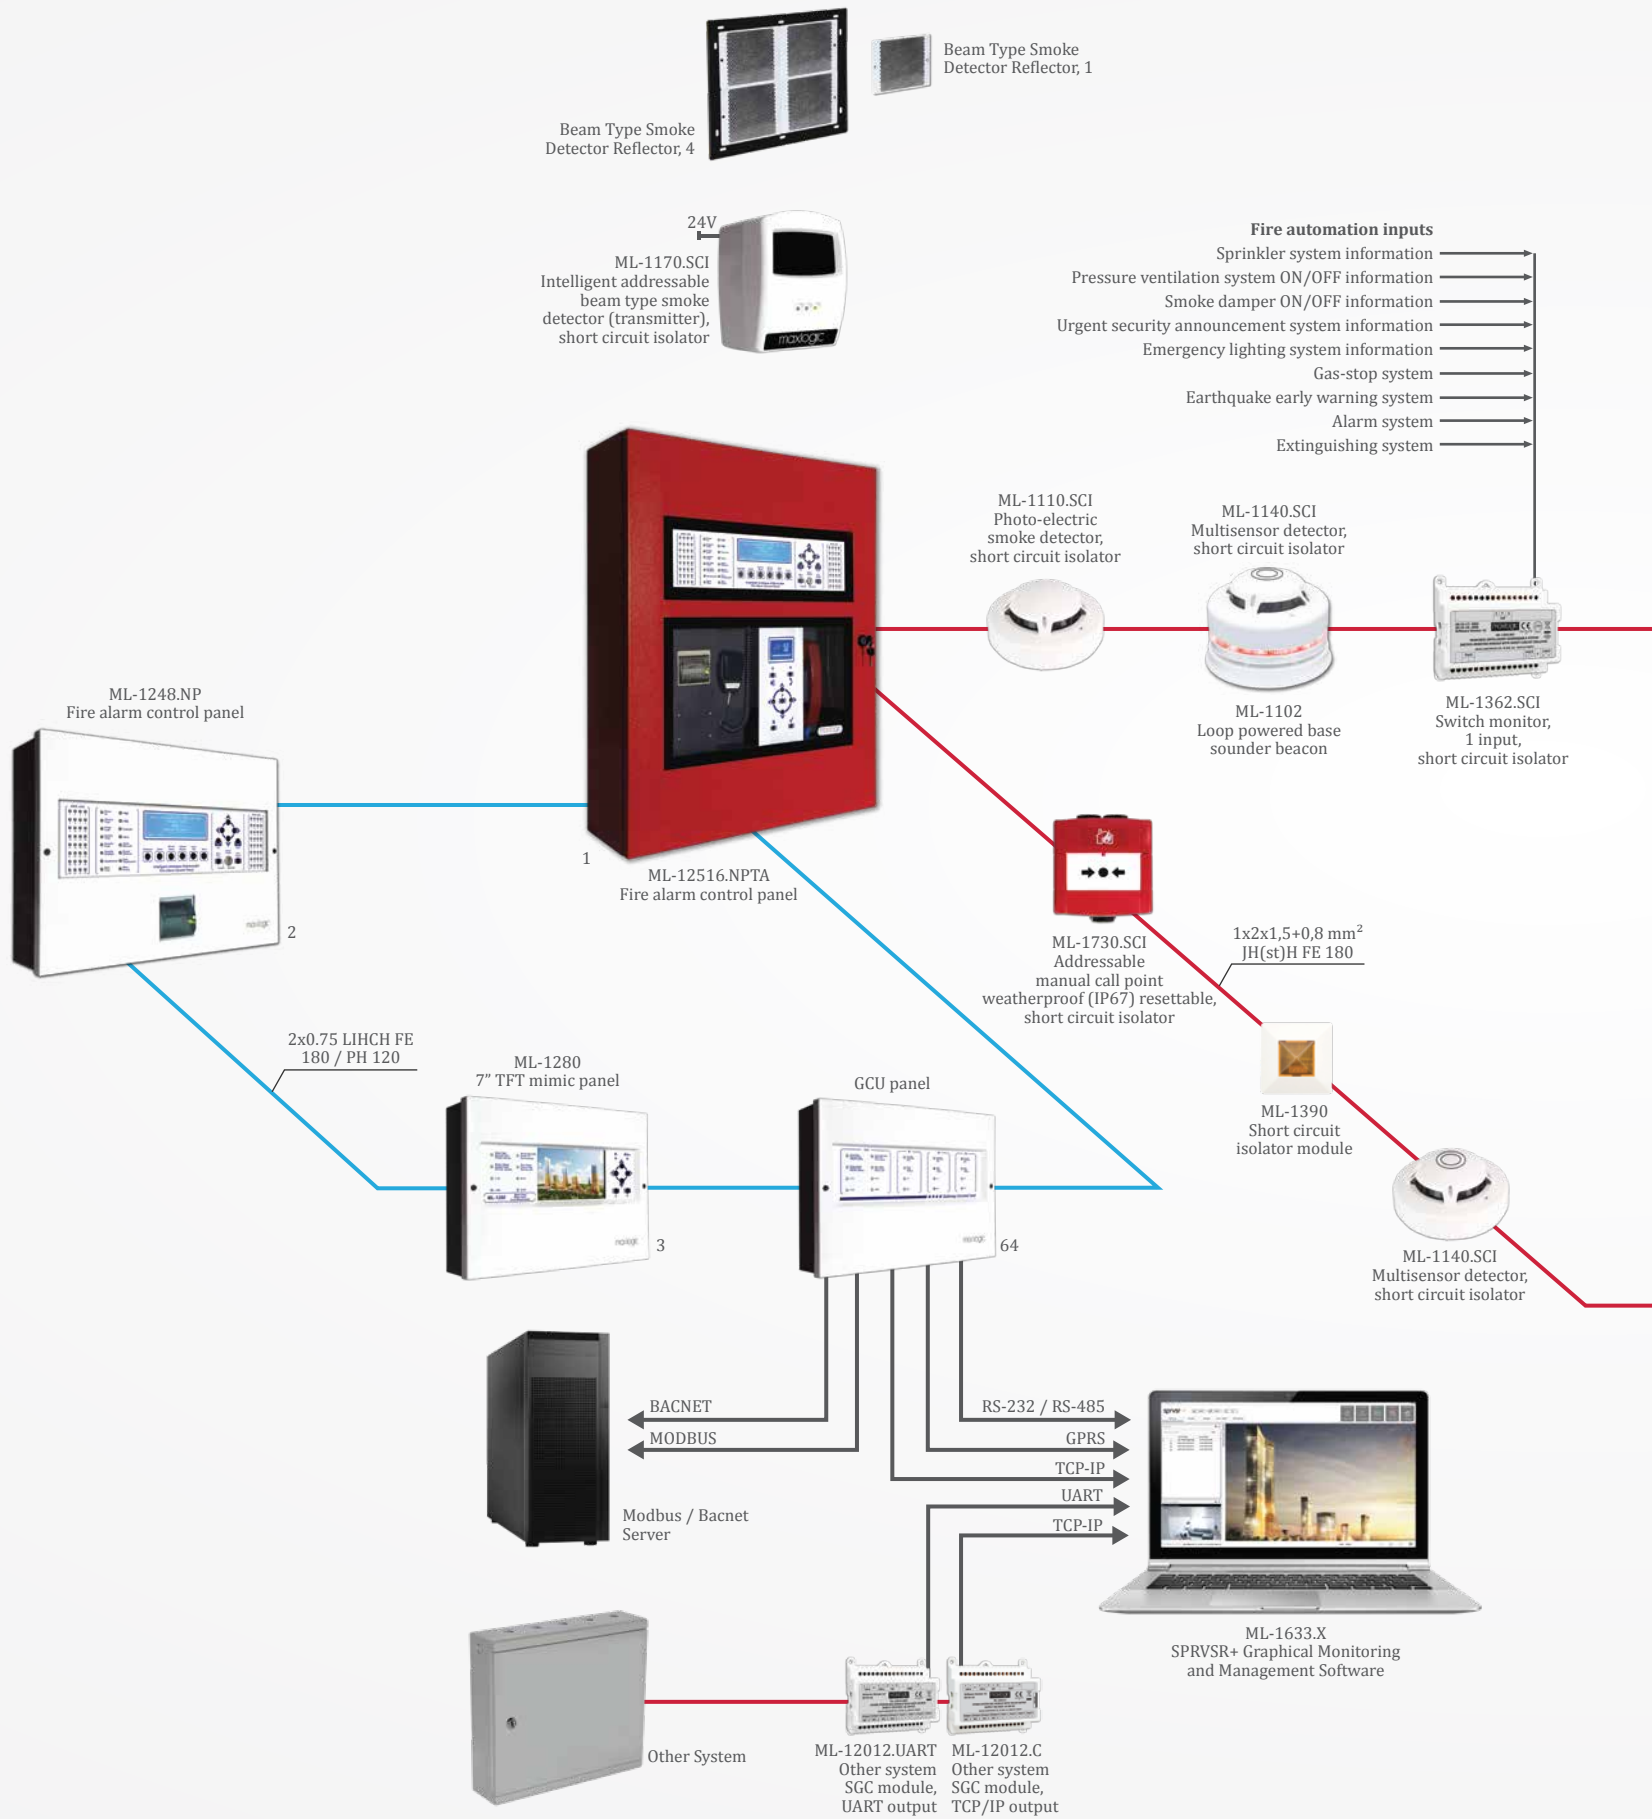 Beam Type Smoke
Detector Reflector, 1
Beam Type Smoke
Detector Reflector, 4
24V
ML-1170.SCI
Intelligent addressable
beam type smoke
detector (transmitter),
short circuit isolator
maxlogic
Fire automation inputs
Sprinkler system information
Pressure ventilation system ON/OFF information
Smoke damper ON/OFF information
Urgent security announcement system information
Emergency lighting system information
Gas-stop system
Earthquake early warning system
Alarm system
Extinguishing system
ML-1110.SCI
Photo-electric
smoke detector,
short circuit isolator
ML-1140.SCI
Multisensor detector,
short circuit isolator
maxlogic
CE
ML-1102
Loop powered base
sounder beacon
ML-1362.SCI
Switch monitor,
1 input,
short circuit isolator
ML-1248.NP
Fire alarm control panel
maxlogic
2
1
ML-12516.NPTA
Fire alarm control panel
ML-1730.SCI
Addressable
manual call point
weatherproof (IP67) resettable,
short circuit isolator
1x2x1,5+0,8 mm²
JH(st)H FE 180
2x0.75 LIHCH FE
180 / PH 120
ML-1280
7” TFT mimic panel
ML-1280
maxlogic
3
GCU panel
maxlogic
64
ML-1390
Short circuit
isolator module
ML-1140.SCI
Multisensor detector,
short circuit isolator
BACNET
MODBUS
Modbus / Bacnet
Server
RS-232 / RS-485
GPRS
TCP-IP
UART
TCP-IP
sprvsr
ML-1633.X
SPRVSR+ Graphical Monitoring
and Management Software
Other System
ML-12012.UART
Other system
SGC module,
UART output
ML-12012.C
Other system
SGC module,
TCP/IP output